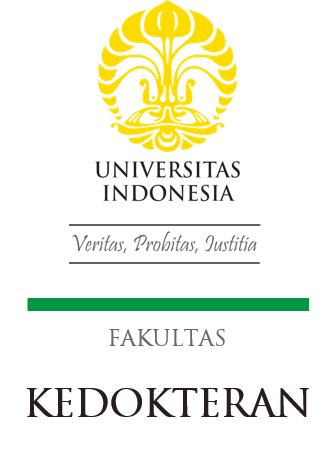 UNIVERSITAS
INDONESIA
Veritas, Probitas, Iustitia
FAKULTAS
KEDOKTERAN